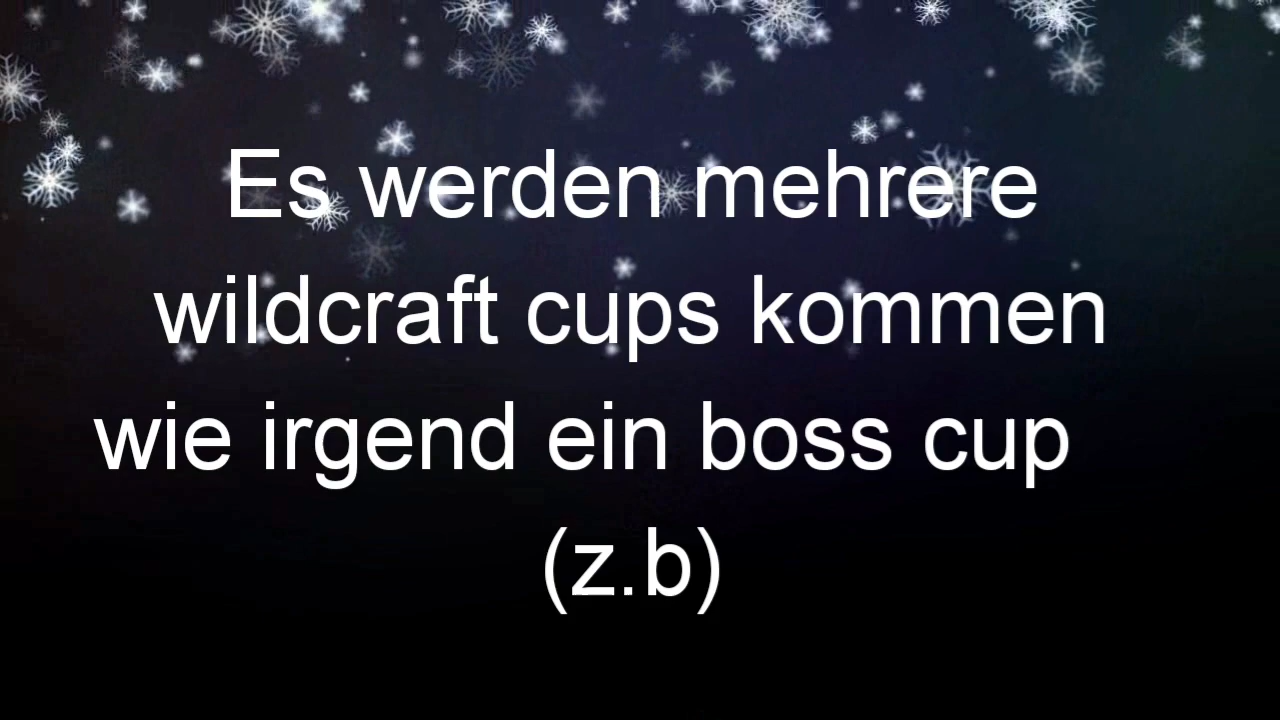 Es werden mehrere
wildcraft cups kommen
wie irgend ein boss cup
(z.b)